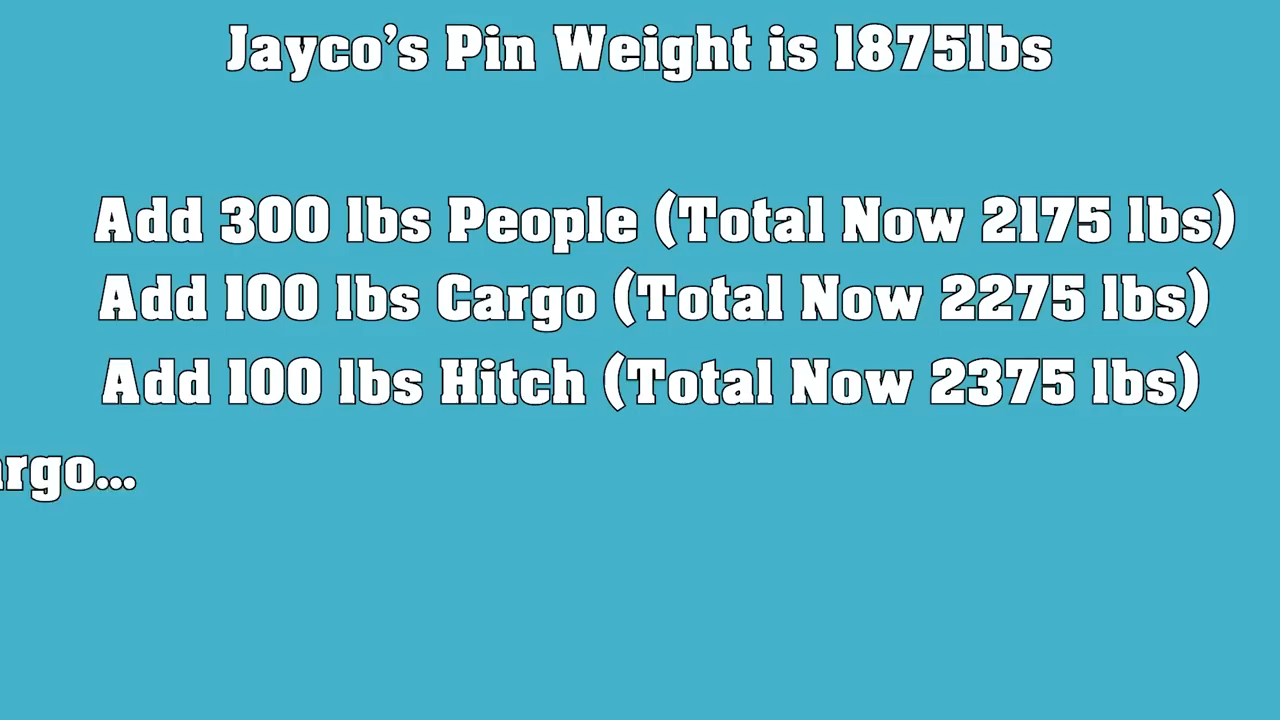 Jayco's Pin Weight is 1875lbs
Add 300 lbs People (Total Now 2175 lbs)
Add 100 lbs Cargo (Total Now 2275 lbs)
Add 100 lbs Hitch (Total Now 2375 lbs)
argo...